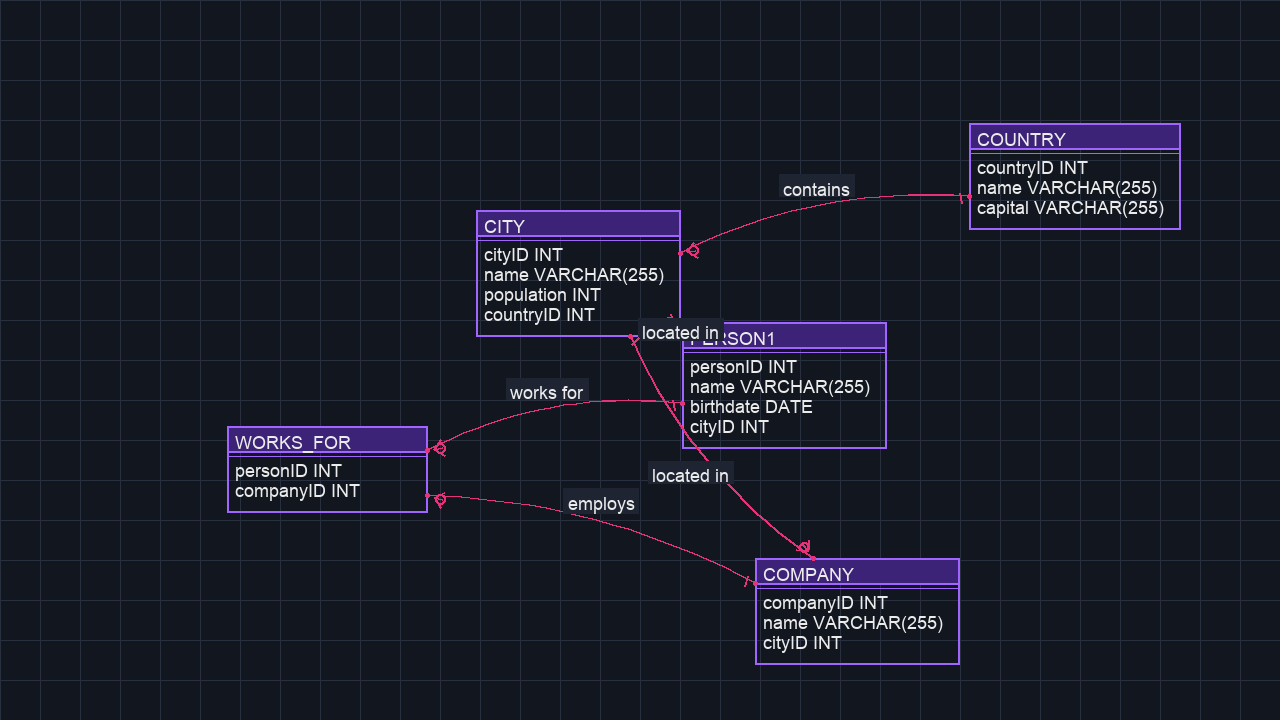 COUNTRY
countryID INT
name VARCHAR(255)
capital VARCHAR(255)
contains
CITY
cityID INT
name VARCHAR(255)
population INT
countryID INT
located in
PERSON1
personID INT
name VARCHAR(255)
birthdate DATE
cityID INT
works for
WORKS_FOR
personID INT
companyID INT
located in
employs
COMPANY
companyID INT
name VARCHAR(255)
cityID INT